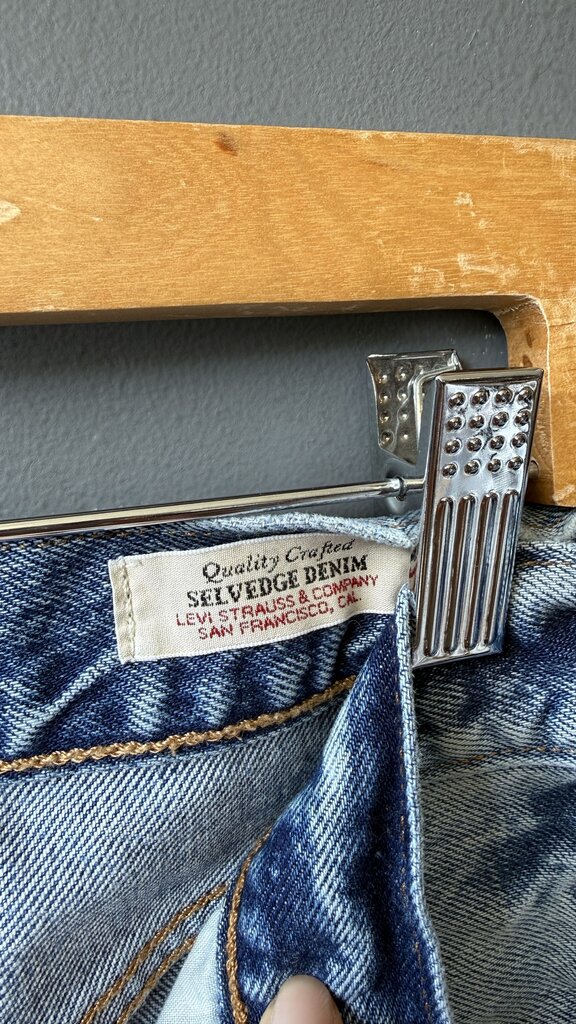 Quality Crafted
SELVEDGE DENIM
LEVI STRAUSS & COMPANY
SAN FRANCISCO, CAL.